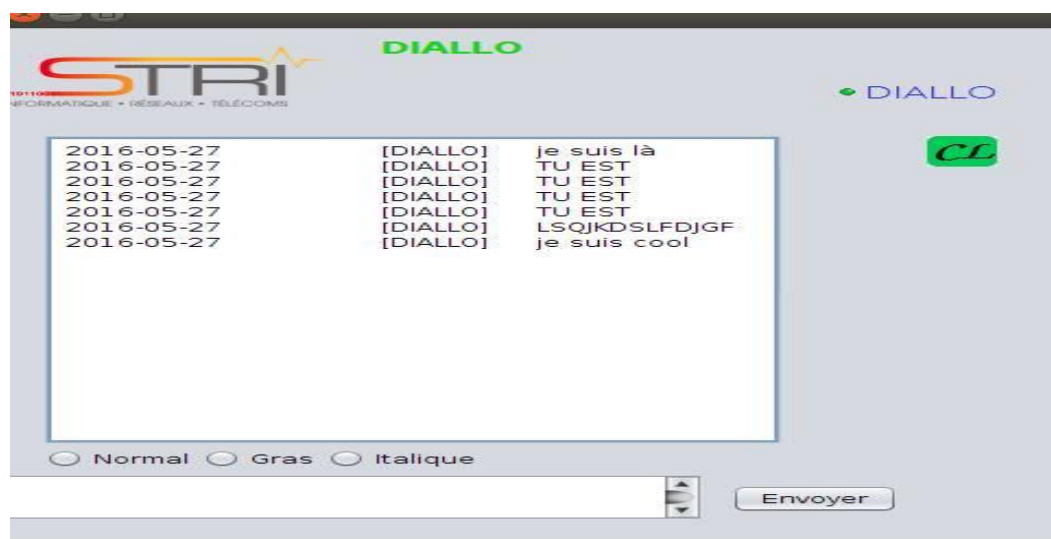 DIALLO
STRI
INFORMATIQUE • RÉSEAUX • TÉLÉCOMS
DIALLO
CL
2016-05-27 [DIALLO] je suis là
2016-05-27 [DIALLO] TU EST
2016-05-27 [DIALLO] TU EST
2016-05-27 [DIALLO] TU EST
2016-05-27 [DIALLO] TU EST
2016-05-27 [DIALLO] LSQJKDSLFDJGF
2016-05-27 [DIALLO] je suis cool
Normal Gras Italique
Envoyer